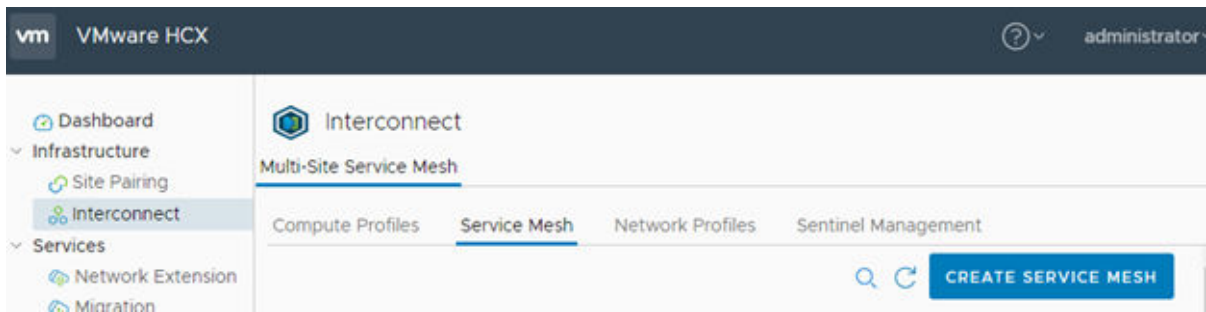 vm VMware HCX
? administrator
Dashboard
Infrastructure
Site Pairing
Interconnect
Services
Network Extension
Migration
Interconnect
Multi-Site Service Mesh
Compute Profiles Service Mesh Network Profiles Sentinel Management
CREATE SERVICE MESH